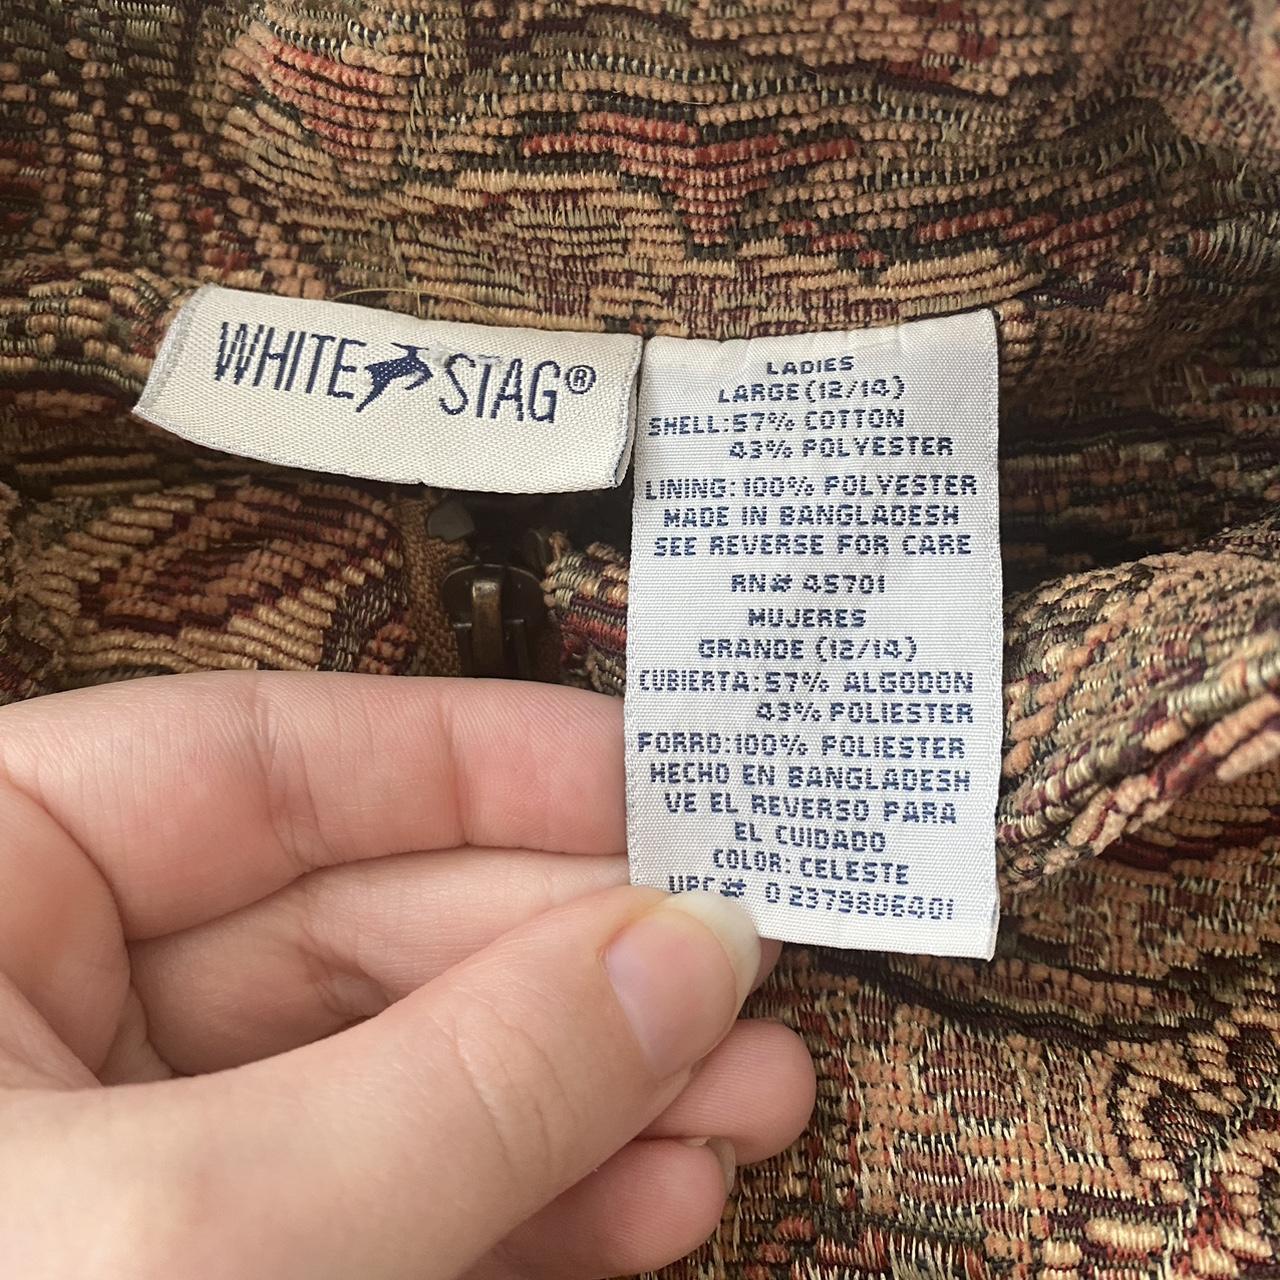 WHITE STAG®
LADIES
LARGE (12/14)
SHELL: 57% COTTON
43% POLYESTER
LINING: 100% POLYESTER
MADE IN BANGLADESH
SEE REVERSE FOR CARE
RN# 45701
MUJERES
GRANDE (12/14)
CUBIERTA: 57% ALGODON
43% POLIESTER
FORRO: 100% POLIESTER
HECHO EN BANGLADESH
VE EL REVERSO PARA
EL CUIDADO
COLOR: CELESTE
UPC# 0 2379806401